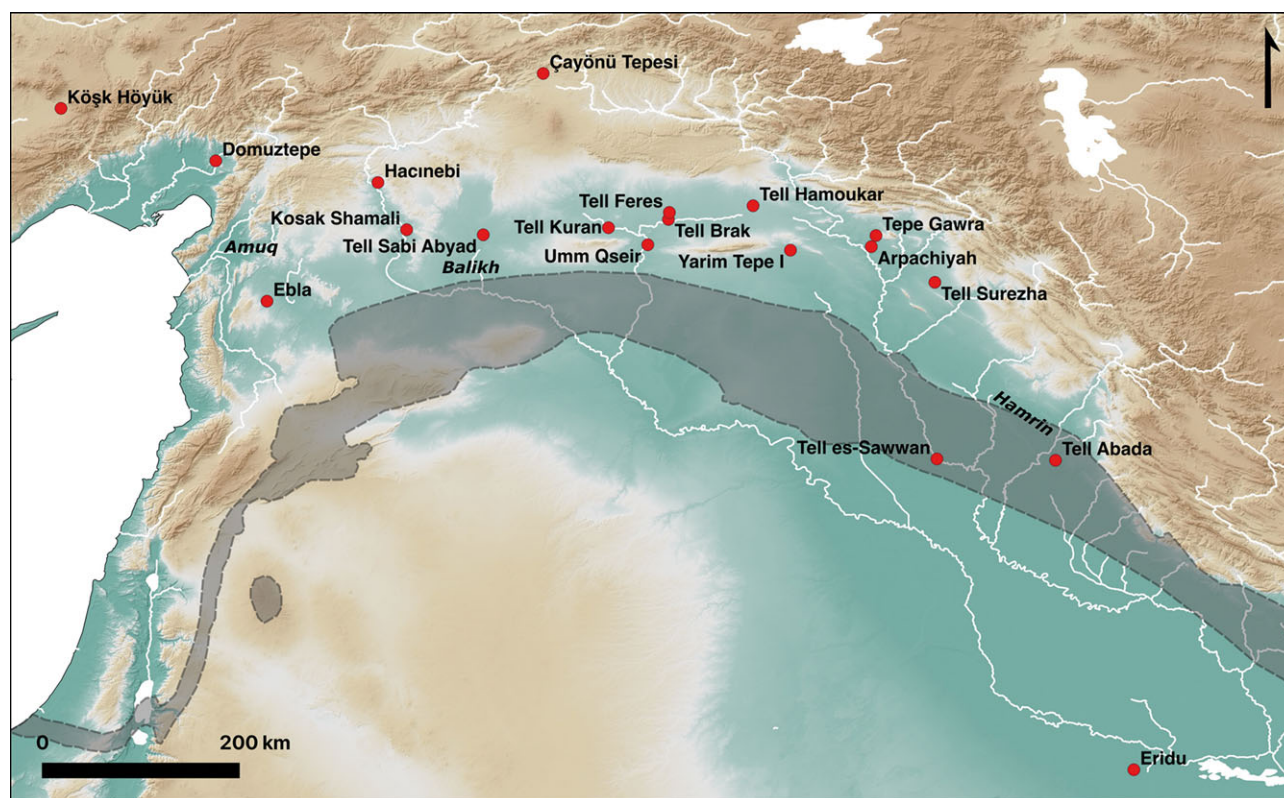 Çayönü Tepesi
Köşk Höyük
Domuztepe
Hacınebi
Tell Hamoukar
Tell Feres
Kosak Shamali
Tell Kuran
Tell Brak
Tepe Gawra
Amuq
Tell Sabi Abyad
Umm Qseir
Yarim Tepe I
Arpachiyah
Balikh
Ebla
Tell Surezha
Hamrin
Tell es-Sawwan
Tell Abada
0 200 km
Eridu